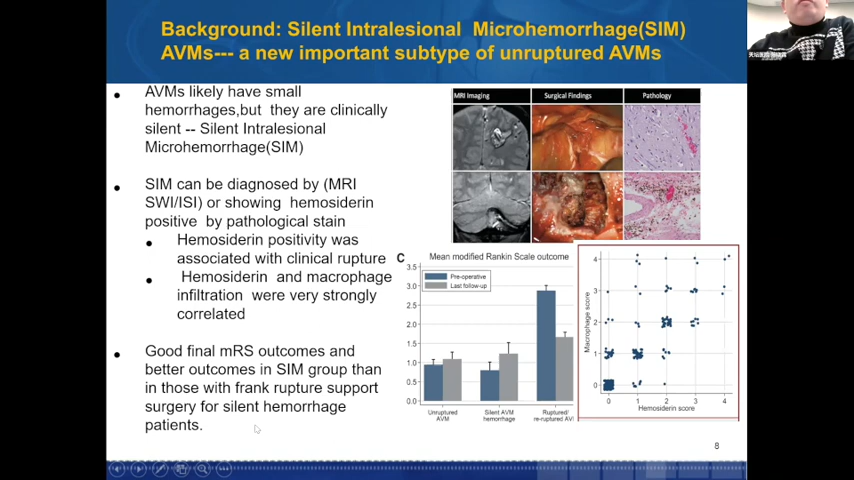 Background: Silent Intralesional Microhemorrhage(SIM)
AVMs--- a new important subtype of unruptured AVMs
AVMs likely have small
hemorrhages,but they are clinically
silent -- Silent Intralesional
Microhemorrhage(SIM)
SIM can be diagnosed by (MRI
SWI/ISI) or showing hemosiderin
positive by pathological stain
Hemosiderin positivity was
associated with clinical rupture
Hemosiderin and macrophage
infiltration were very strongly
correlated
Good final mRS outcomes and
better outcomes in SIM group than
in those with frank rupture support
surgery for silent hemorrhage
patients.
MRI Imaging
Surgical Findings
Pathology
C
Mean modified Rankin Scale outcome
Pre-operative
Last follow-up
3.5
3.0
2.5
2.0
1.5
1.0
0.5
0.0
Unruptured
AVM
Silent AVM
hemorrhage
Ruptured/
re-ruptured AV
Macrophage score
4
3
2
1
0
0 1 2 3 4
Hemosiderin score
8